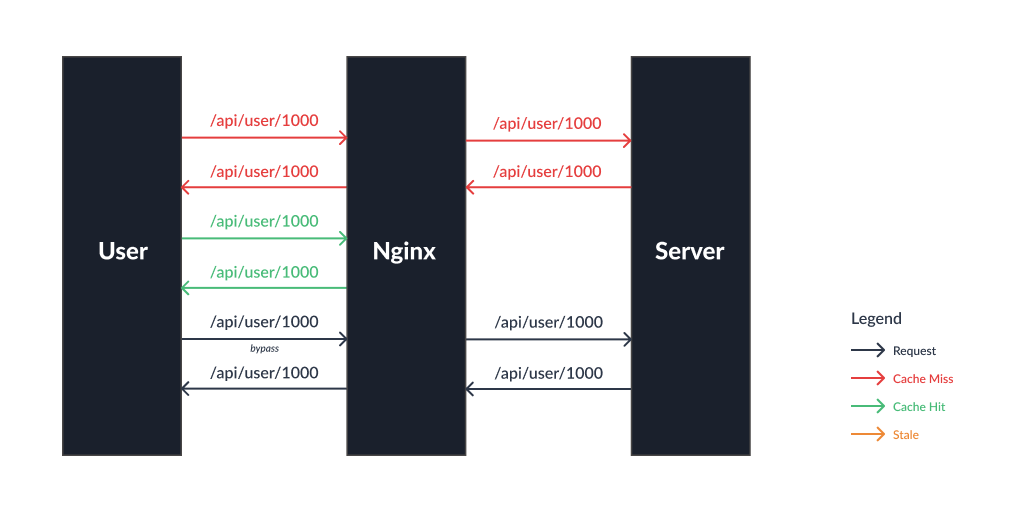 /api/user/1000
/api/user/1000
/api/user/1000
/api/user/1000
/api/user/1000
User
Nginx
Server
/api/user/1000
/api/user/1000
/api/user/1000
bypass
/api/user/1000
/api/user/1000
Legend
Request
Cache Miss
Cache Hit
Stale